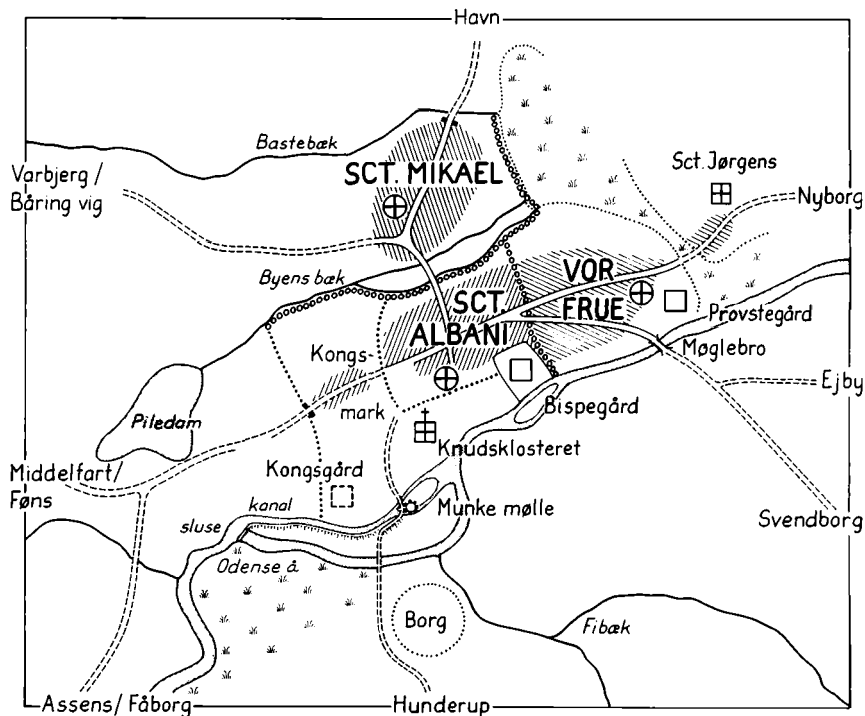 Havn
Bastebæk
Varbjerg /
Båring vig
SCT. MIKAEL
Sct. Jørgens
Nyborg
Byens bæk
VOR
FRUE
SCT.
ALBANI
Provstegård
Møglebro
Kongs-
mark
Ejby
Piledam
Bispegård
Knudsklosteret
Middelfart/
Føns
Kongsgård
kanal
sluse
Munke mølle
Svendborg
Odense å
Borg
Fibæk
Assens/ Fåborg
Hunderup